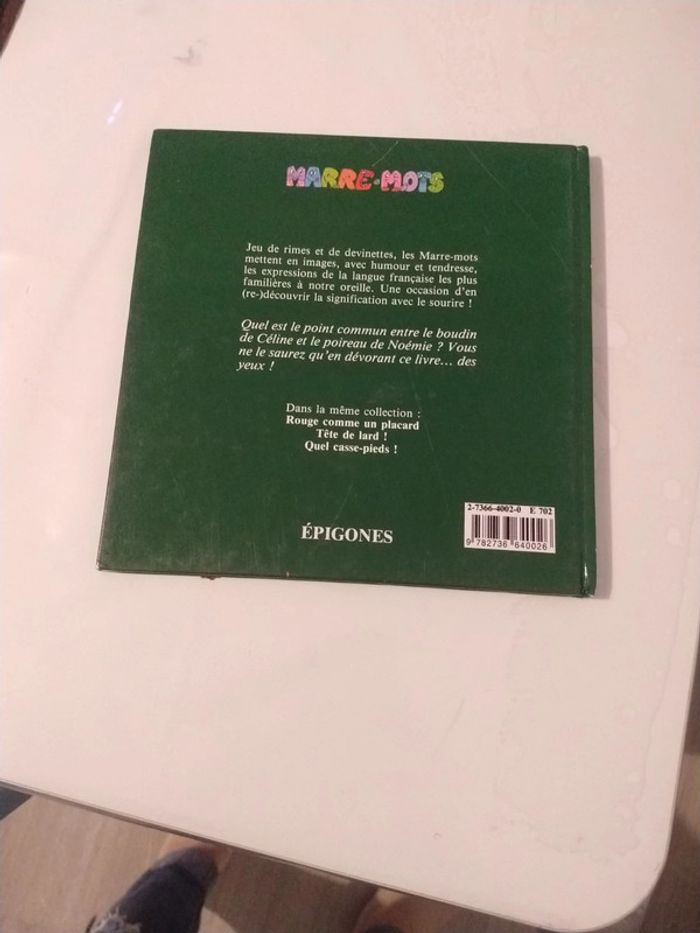 MARRE-MOTS
Jeu de rimes et de devinettes, les Marre-mots
mettent en images, avec humour et tendresse,
les expressions de la langue française les plus
familières à notre oreille. Une occasion d'en
(re-)découvrir la signification avec le sourire !
Quel est le point commun entre le boudin
de Céline et le poireau de Noémie ? Vous
ne le saurez qu'en dévorant ce livre... des
yeux !
Dans la même collection :
Rouge comme un placard
Tête de lard !
Quel casse-pieds !
2-7366-4002-0 E 702
9 782736 640026
ÉPIGONES